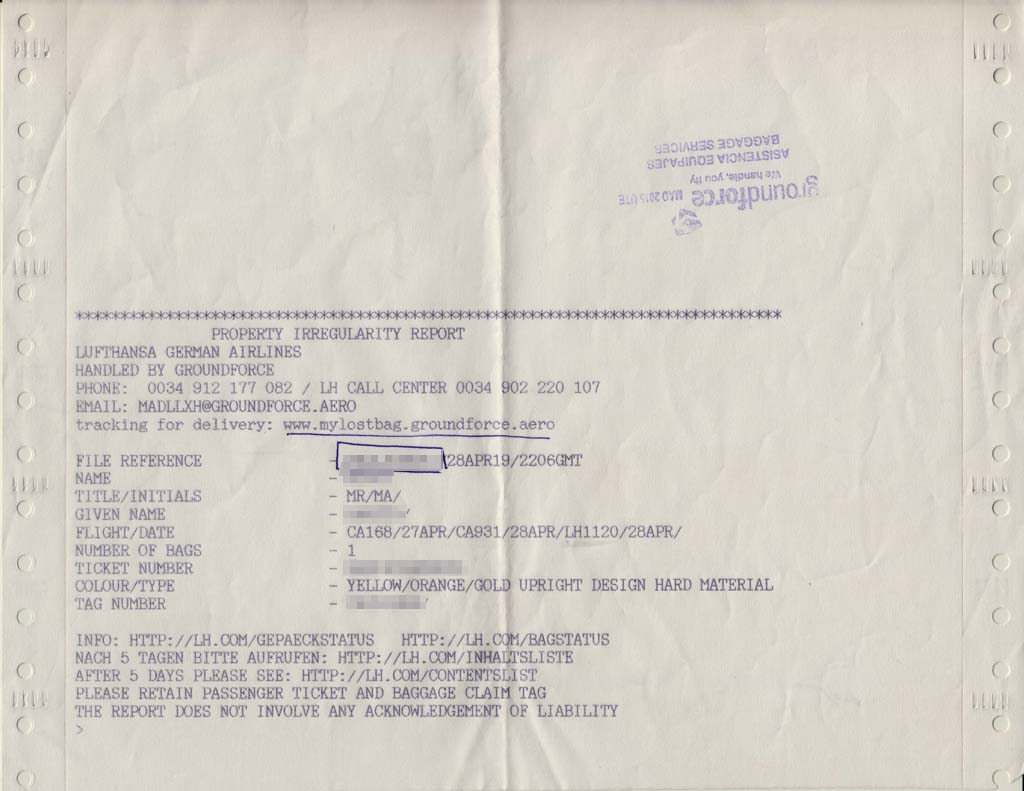 BAGGAGE SERVICES
ASISTENCIA EQUIPAJES
We handle, you fly
groundforce MAD 2015 UTE
******************************************************************************
PROPERTY IRREGULARITY REPORT
LUFTHANSA GERMAN AIRLINES
HANDLED BY GROUNDFORCE
PHONE: 0034 912 177 082 / LH CALL CENTER 0034 902 220 107
EMAIL: MADLLXH@GROUNDFORCE.AERO
tracking for delivery: www.mylostbag.groundforce.aero
FILE REFERENCE - /28APR19/2206GMT
NAME -
TITLE/INITIALS - MR/MA/
GIVEN NAME - /
FLIGHT/DATE - CA168/27APR/CA931/28APR/LH1120/28APR/
NUMBER OF BAGS - 1
TICKET NUMBER -
COLOUR/TYPE - YELLOW/ORANGE/GOLD UPRIGHT DESIGN HARD MATERIAL
TAG NUMBER - /
INFO: HTTP://LH.COM/GEPAECKSTATUS HTTP://LH.COM/BAGSTATUS
NACH 5 TAGEN BITTE AUFRUFEN: HTTP://LH.COM/INHALTSLISTE
AFTER 5 DAYS PLEASE SEE: HTTP://LH.COM/CONTENTSLIST
PLEASE RETAIN PASSENGER TICKET AND BAGGAGE CLAIM TAG
THE REPORT DOES NOT INVOLVE ANY ACKNOWLEDGEMENT OF LIABILITY
>